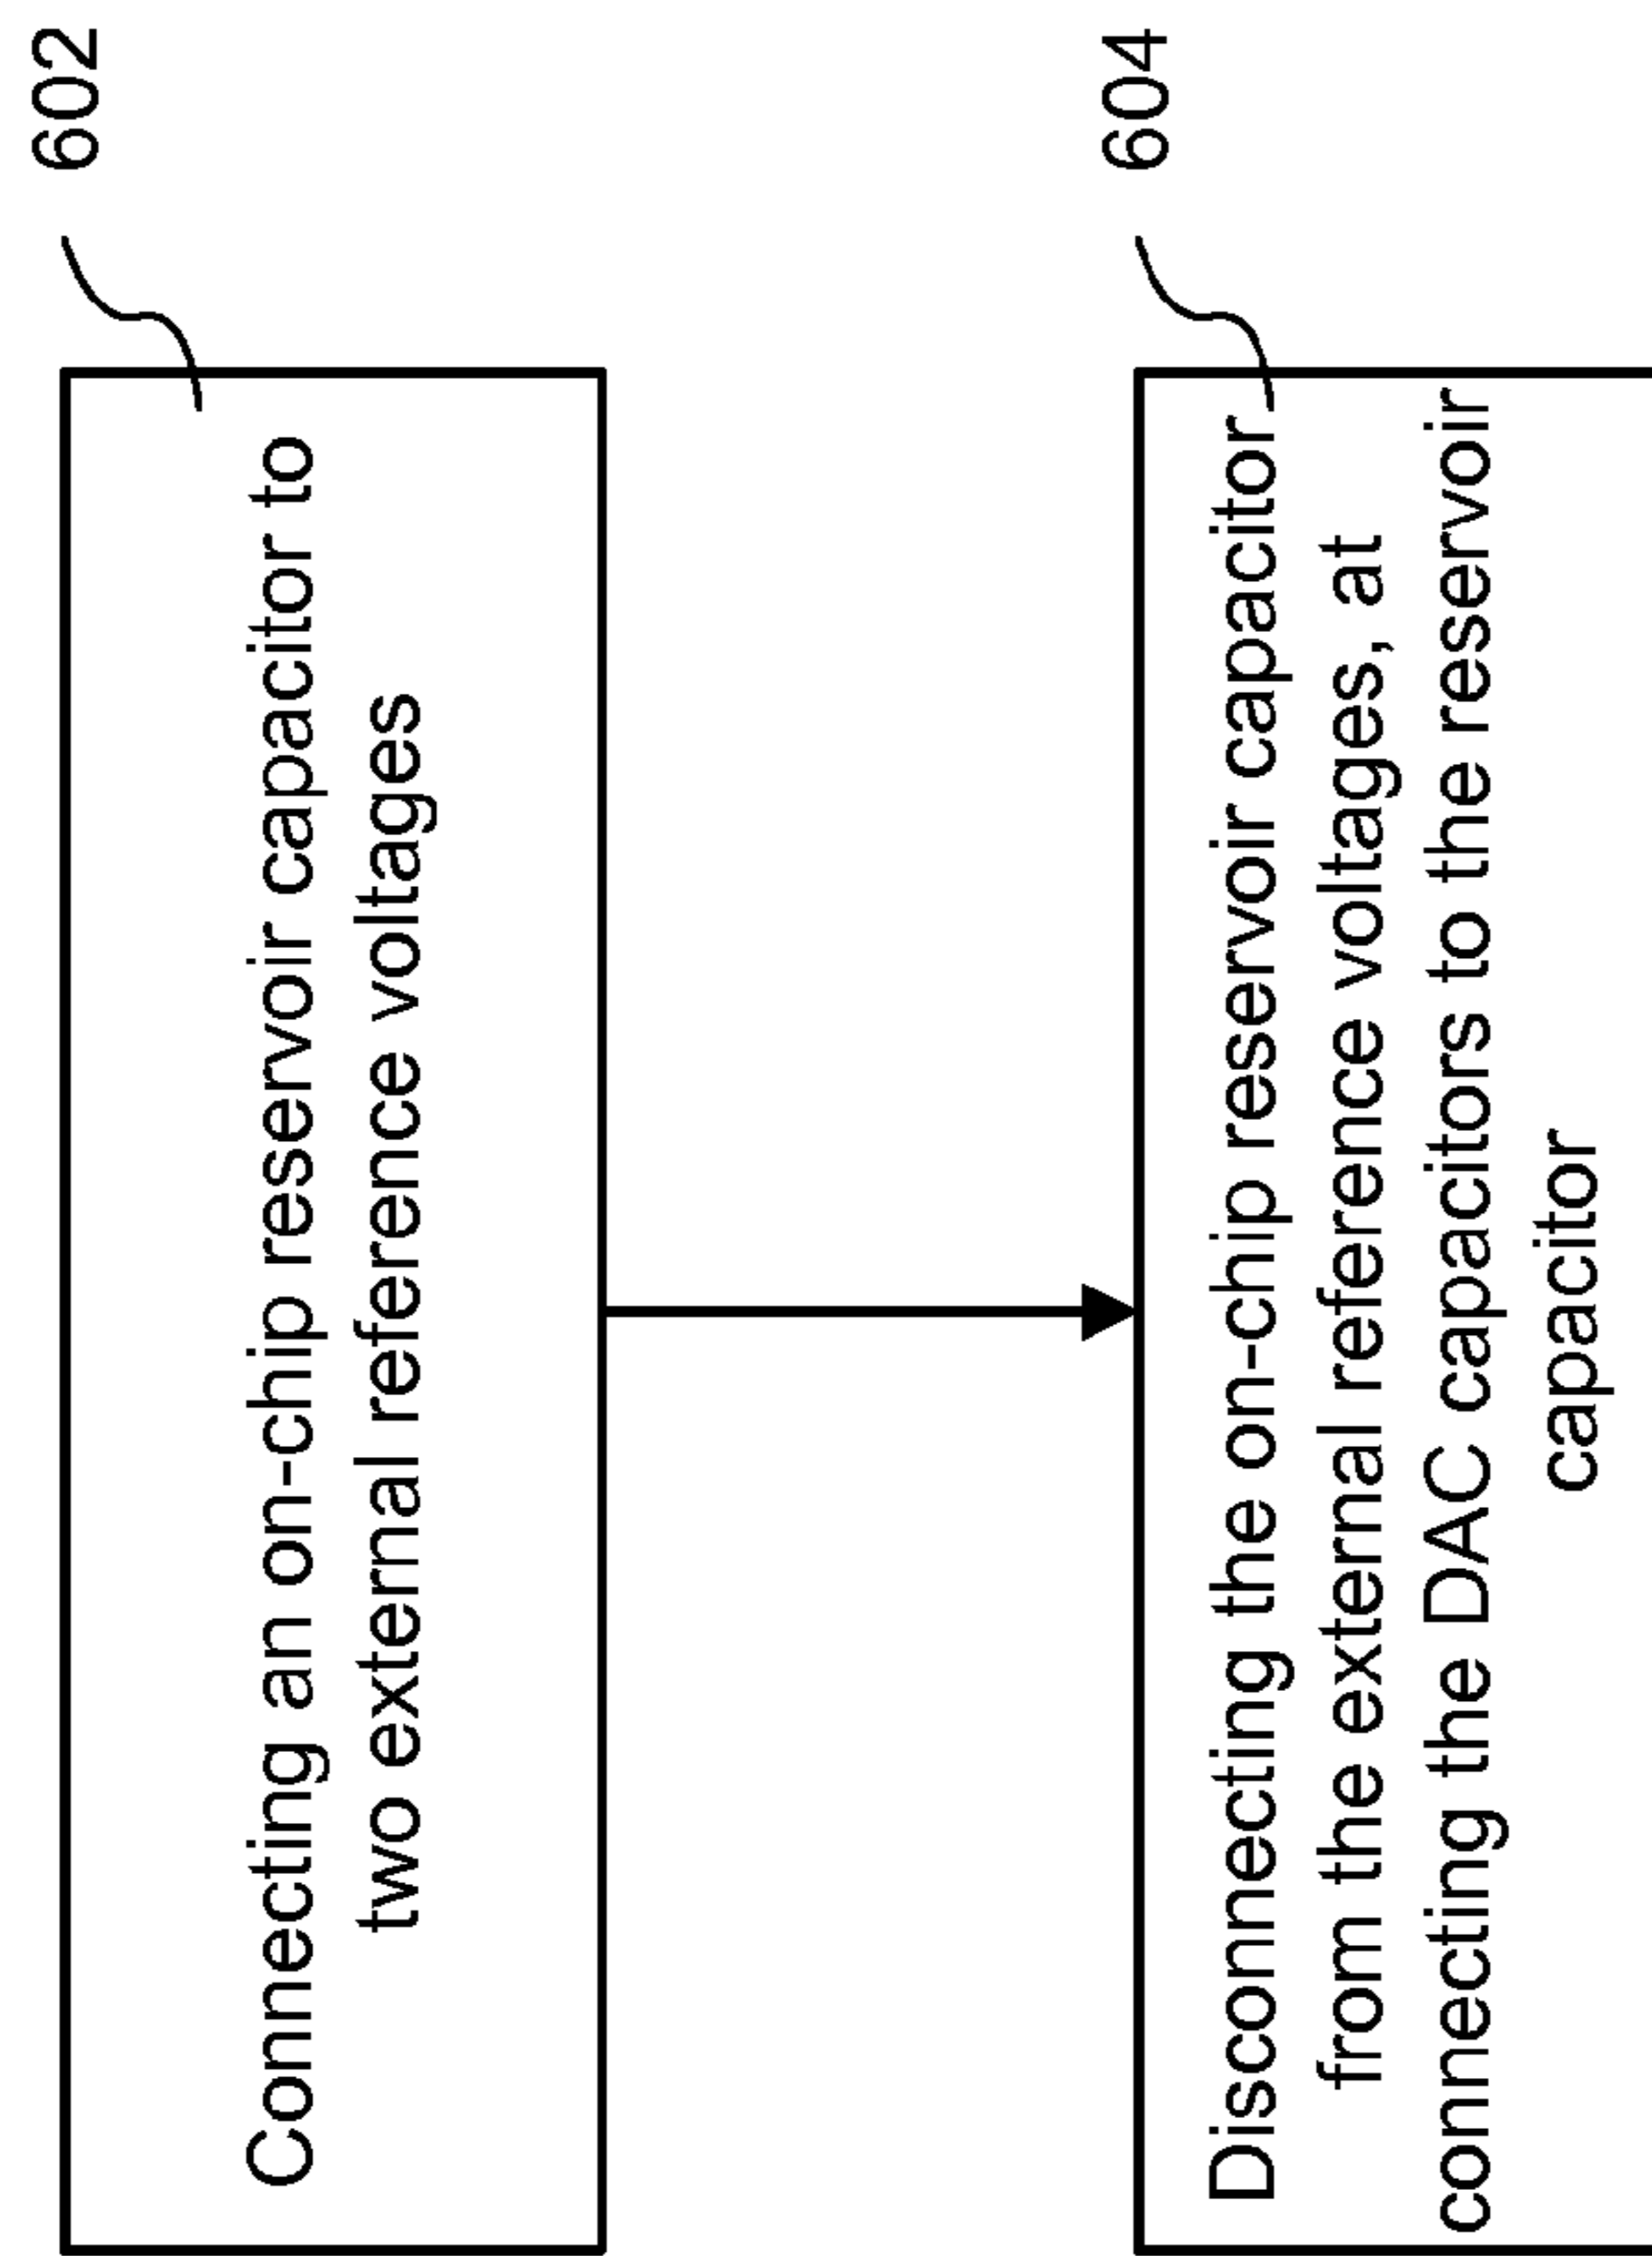 602
Connecting an on-chip reservoir capacitor to
two external reference voltages
604
Disconnecting the on-chip reservoir capacitor
from the external reference voltages, at
connecting the DAC capacitors to the reservoir
capacitor